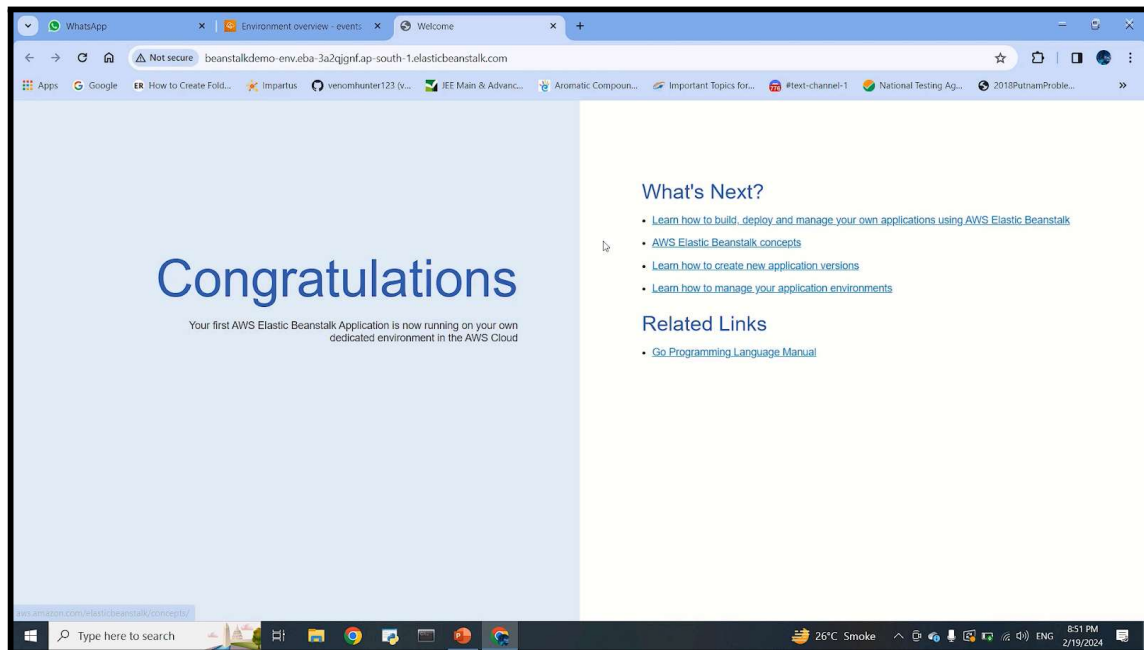 WhatsApp
Environment overview - events
Welcome
Not secure
beanstalkdemo-env.eba-3a2qjgnf.ap-south-1.elasticbeanstalk.com
Apps
Google
How to Create Fold...
Impartus
venomhunter123 (v...
JEE Main & Advanc...
Aromatic Compoun...
Important Topics for...
#text-channel-1
National Testing Ag...
2018PutnamProble...
Congratulations
Your first AWS Elastic Beanstalk Application is now running on your own
dedicated environment in the AWS Cloud
What's Next?
Learn how to build, deploy and manage your own applications using AWS Elastic Beanstalk
AWS Elastic Beanstalk concepts
Learn how to create new application versions
Learn how to manage your application environments
Related Links
Go Programming Language Manual
aws.amazon.com/elasticbeanstalk/concepts/
Type here to search
26°C Smoke
ENG
8:51 PM
2/19/2024